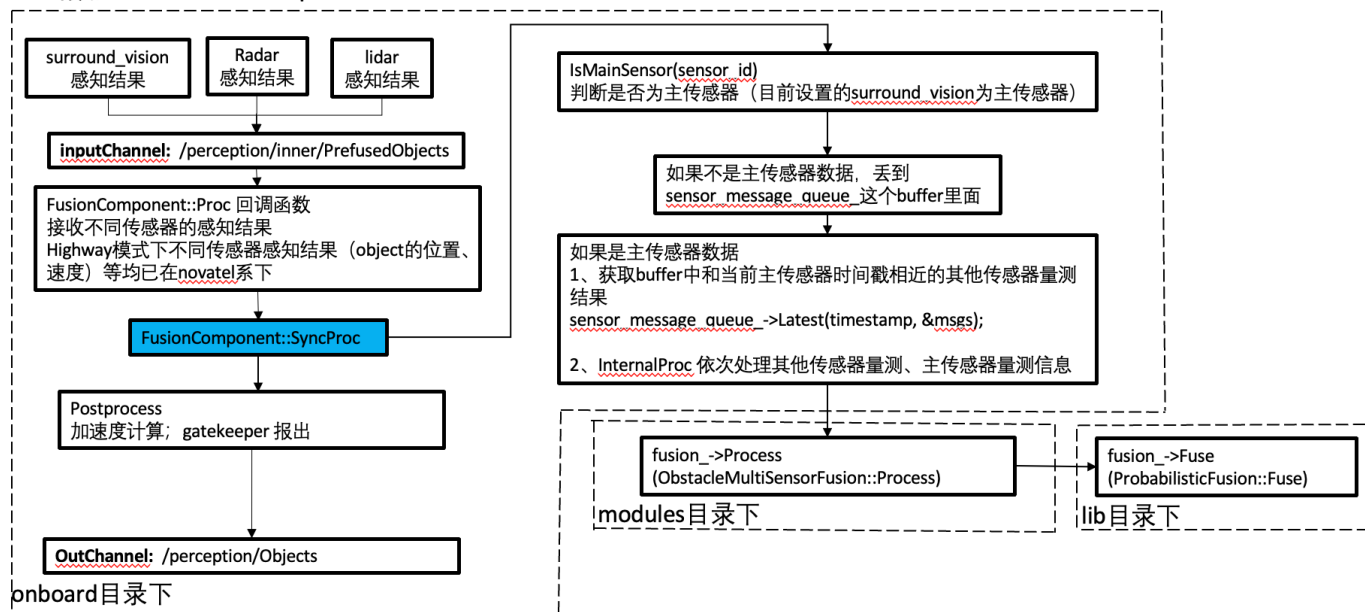 surround_vision
感知结果
Radar
感知结果
lidar
感知结果
inputChannel: /perception/inner/PrefusedObjects
FusionComponent::Proc 回调函数
接收不同传感器的感知结果
Highway模式下不同传感器感知结果（object的位置、
速度）等均已在novatel系下
FusionComponent::SyncProc
Postprocess
加速度计算；gatekeeper 报出
OutChannel: /perception/Objects
onboard目录下
IsMainSensor(sensor_id)
判断是否为主传感器（目前设置的surround_vision为主传感器）
如果不是主传感器数据，丢到
sensor_message_queue_这个buffer里面
如果是主传感器数据
1、获取buffer中和当前主传感器时间戳相近的其他传感器量测
结果
sensor_message_queue_->Latest(timestamp, &msgs);
2、InternalProc 依次处理其他传感器量测、主传感器量测信息
fusion_->Process
(ObstacleMultiSensorFusion::Process)
modules目录下
fusion_->Fuse
(ProbabilisticFusion::Fuse)
lib目录下